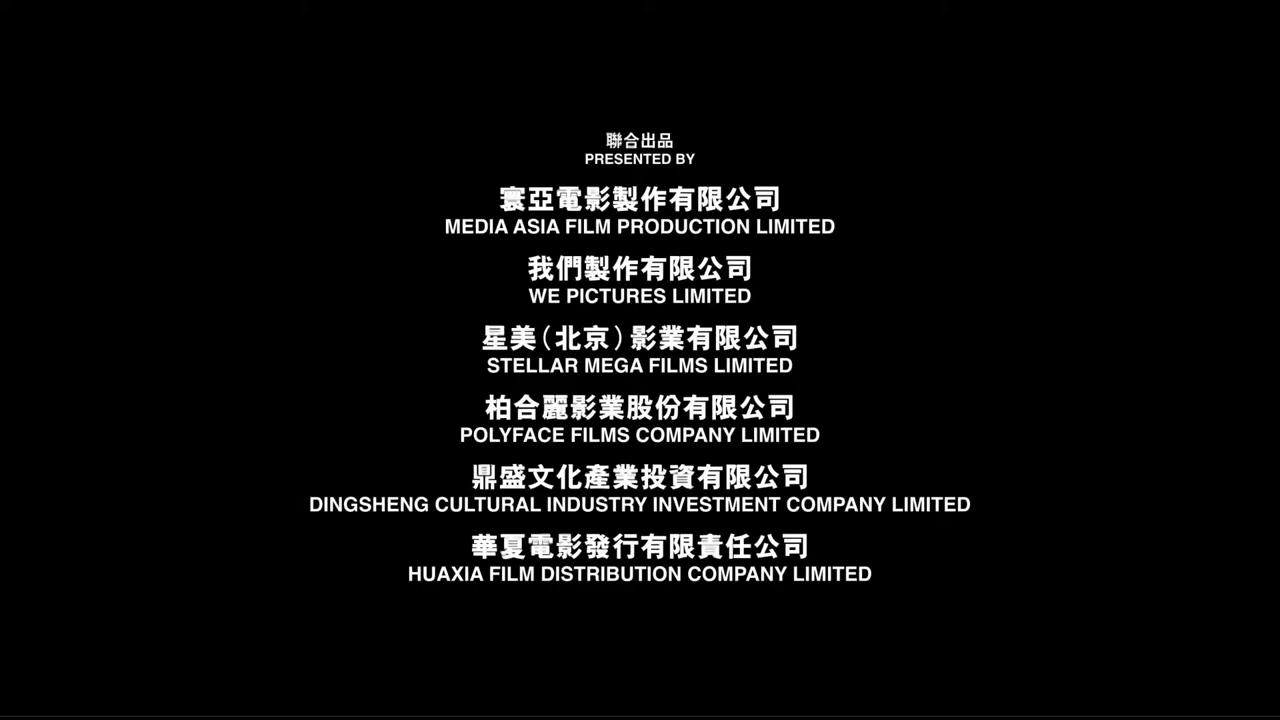 聯合出品
PRESENTED BY
寰亞電影製作有限公司
MEDIA ASIA FILM PRODUCTION LIMITED
我們製作有限公司
WE PICTURES LIMITED
星美(北京)影業有限公司
STELLAR MEGA FILMS LIMITED
柏合麗影業股份有限公司
POLYFACE FILMS COMPANY LIMITED
鼎盛文化產業投資有限公司
DINGSHENG CULTURAL INDUSTRY INVESTMENT COMPANY LIMITED
華夏電影發行有限責任公司
HUAXIA FILM DISTRIBUTION COMPANY LIMITED